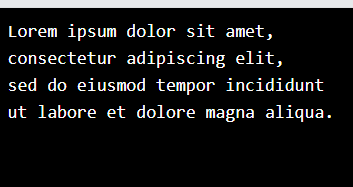 Lorem ipsum dolor sit amet,
consectetur adipiscing elit,
sed do eiusmod tempor incididunt
ut labore et dolore magna aliqua.